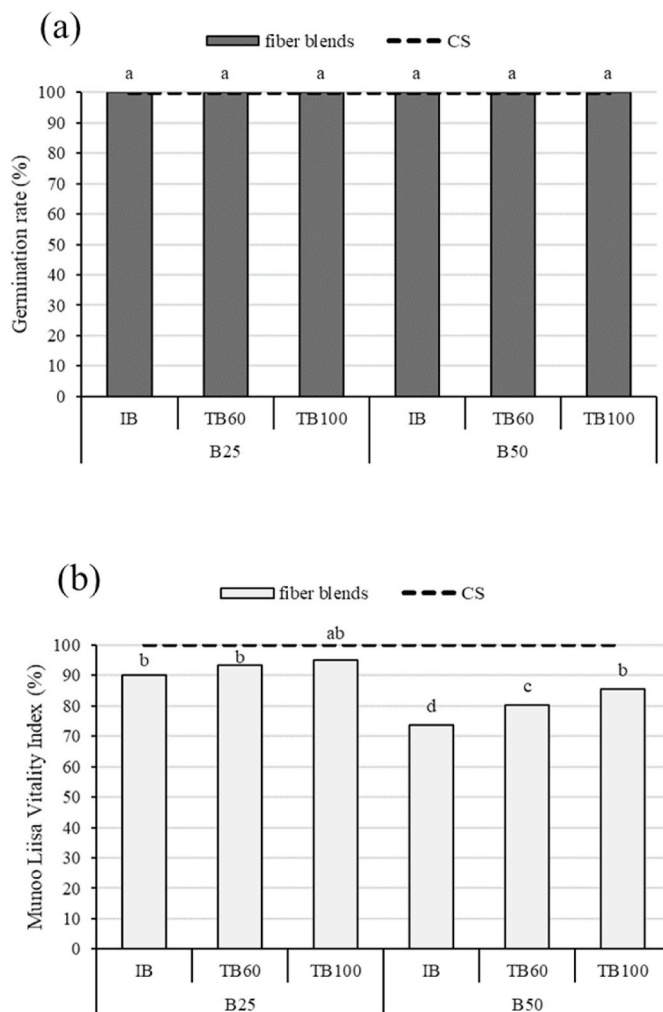 (a)
fiber blends CS
a a a a a a
Germination rate (%)
100
90
80
70
60
50
40
30
20
10
0
IB TB60 TB100 IB TB60 TB100
B25 B50
(b)
fiber blends CS
ab
b b b
d c
Munoo Liisa Vitality Index (%)
100
90
80
70
60
50
40
30
20
10
0
IB TB60 TB100 IB TB60 TB100
B25 B50